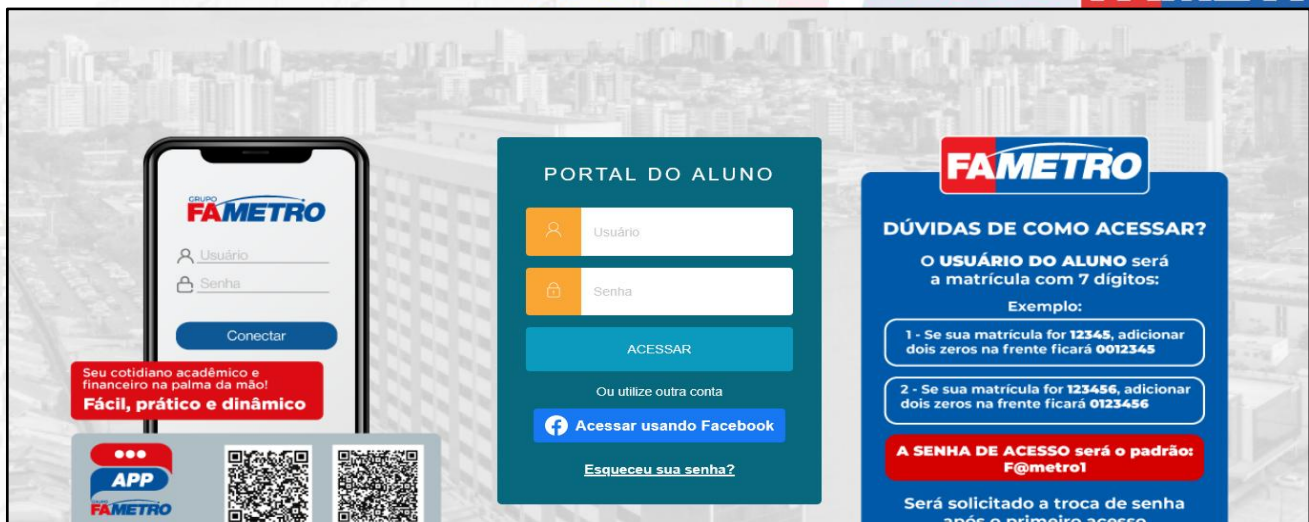 GRUPO
FAMETRO
Usuário
Senha
Conectar
Seu cotidiano acadêmico e
financeiro na palma da mão!
Fácil, prático e dinâmico
APP
GRUPO
FAMETRO
PORTAL DO ALUNO
Usuário
Senha
ACESSAR
Ou utilize outra conta
Acessar usando Facebook
Esqueceu sua senha?
FAMETRO
DÚVIDAS DE COMO ACESSAR?
O USUÁRIO DO ALUNO será
a matrícula com 7 dígitos:
Exemplo:
1 - Se sua matrícula for 12345, adicionar
dois zeros na frente ficará 0012345
2 - Se sua matrícula for 123456, adicionar
dois zeros na frente ficará 0123456
A SENHA DE ACESSO será o padrão:
F@metro1
Será solicitado a troca de senha
após o primeiro acesso